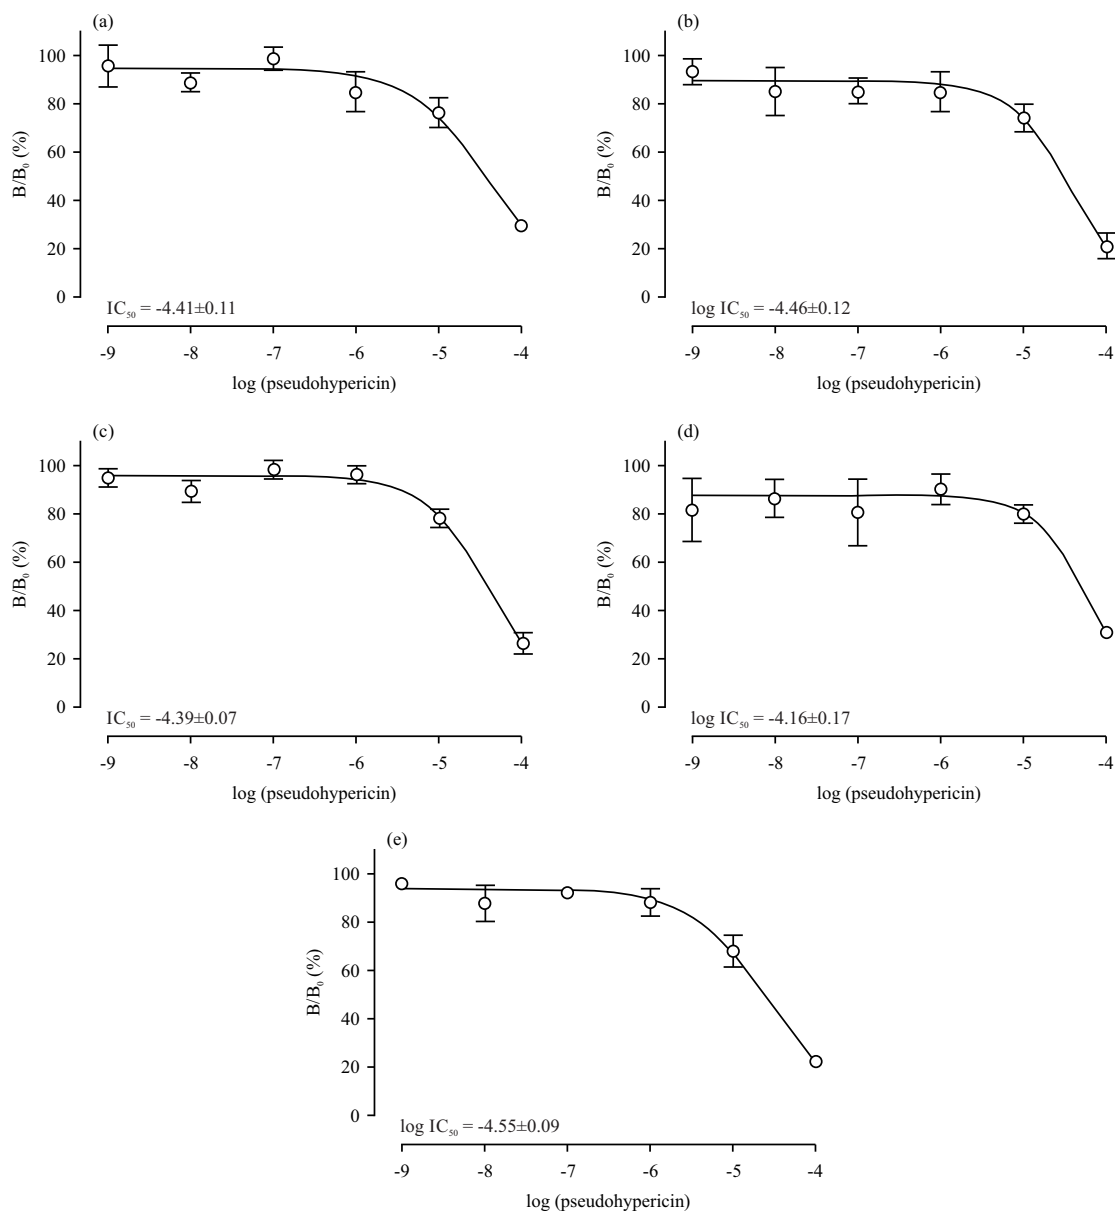 (a)
100
80
60
40
20
0
B/B₀ (%)
IC₅₀ = -4.41±0.11
-9 -8 -7 -6 -5 -4
log (pseudohypericin)
(b)
100
80
60
40
20
0
B/B₀ (%)
log IC₅₀ = -4.46±0.12
-9 -8 -7 -6 -5 -4
log (pseudohypericin)
(c)
100
80
60
40
20
0
B/B₀ (%)
IC₅₀ = -4.39±0.07
-9 -8 -7 -6 -5 -4
log (pseudohypericin)
(d)
100
80
60
40
20
0
B/B₀ (%)
log IC₅₀ = -4.16±0.17
-9 -8 -7 -6 -5 -4
log (pseudohypericin)
(e)
100
80
60
40
20
0
B/B₀ (%)
log IC₅₀ = -4.55±0.09
-9 -8 -7 -6 -5 -4
log (pseudohypericin)